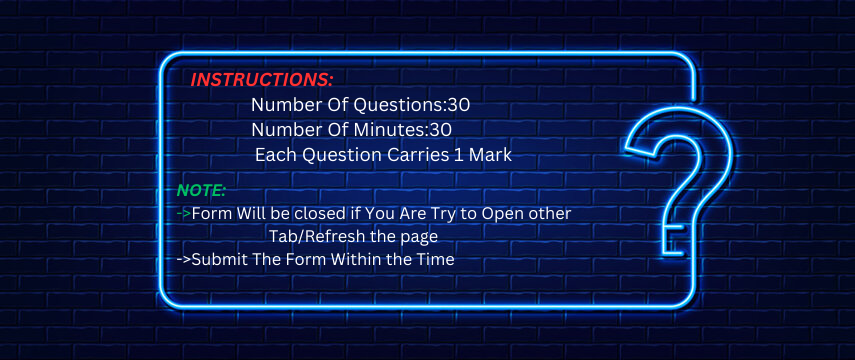 INSTRUCTIONS:
Number Of Questions:30
Number Of Minutes:30
Each Question Carries 1 Mark
NOTE:
->Form Will be closed if You Are Try to Open other
Tab/Refresh the page
->Submit The Form Within the Time
?